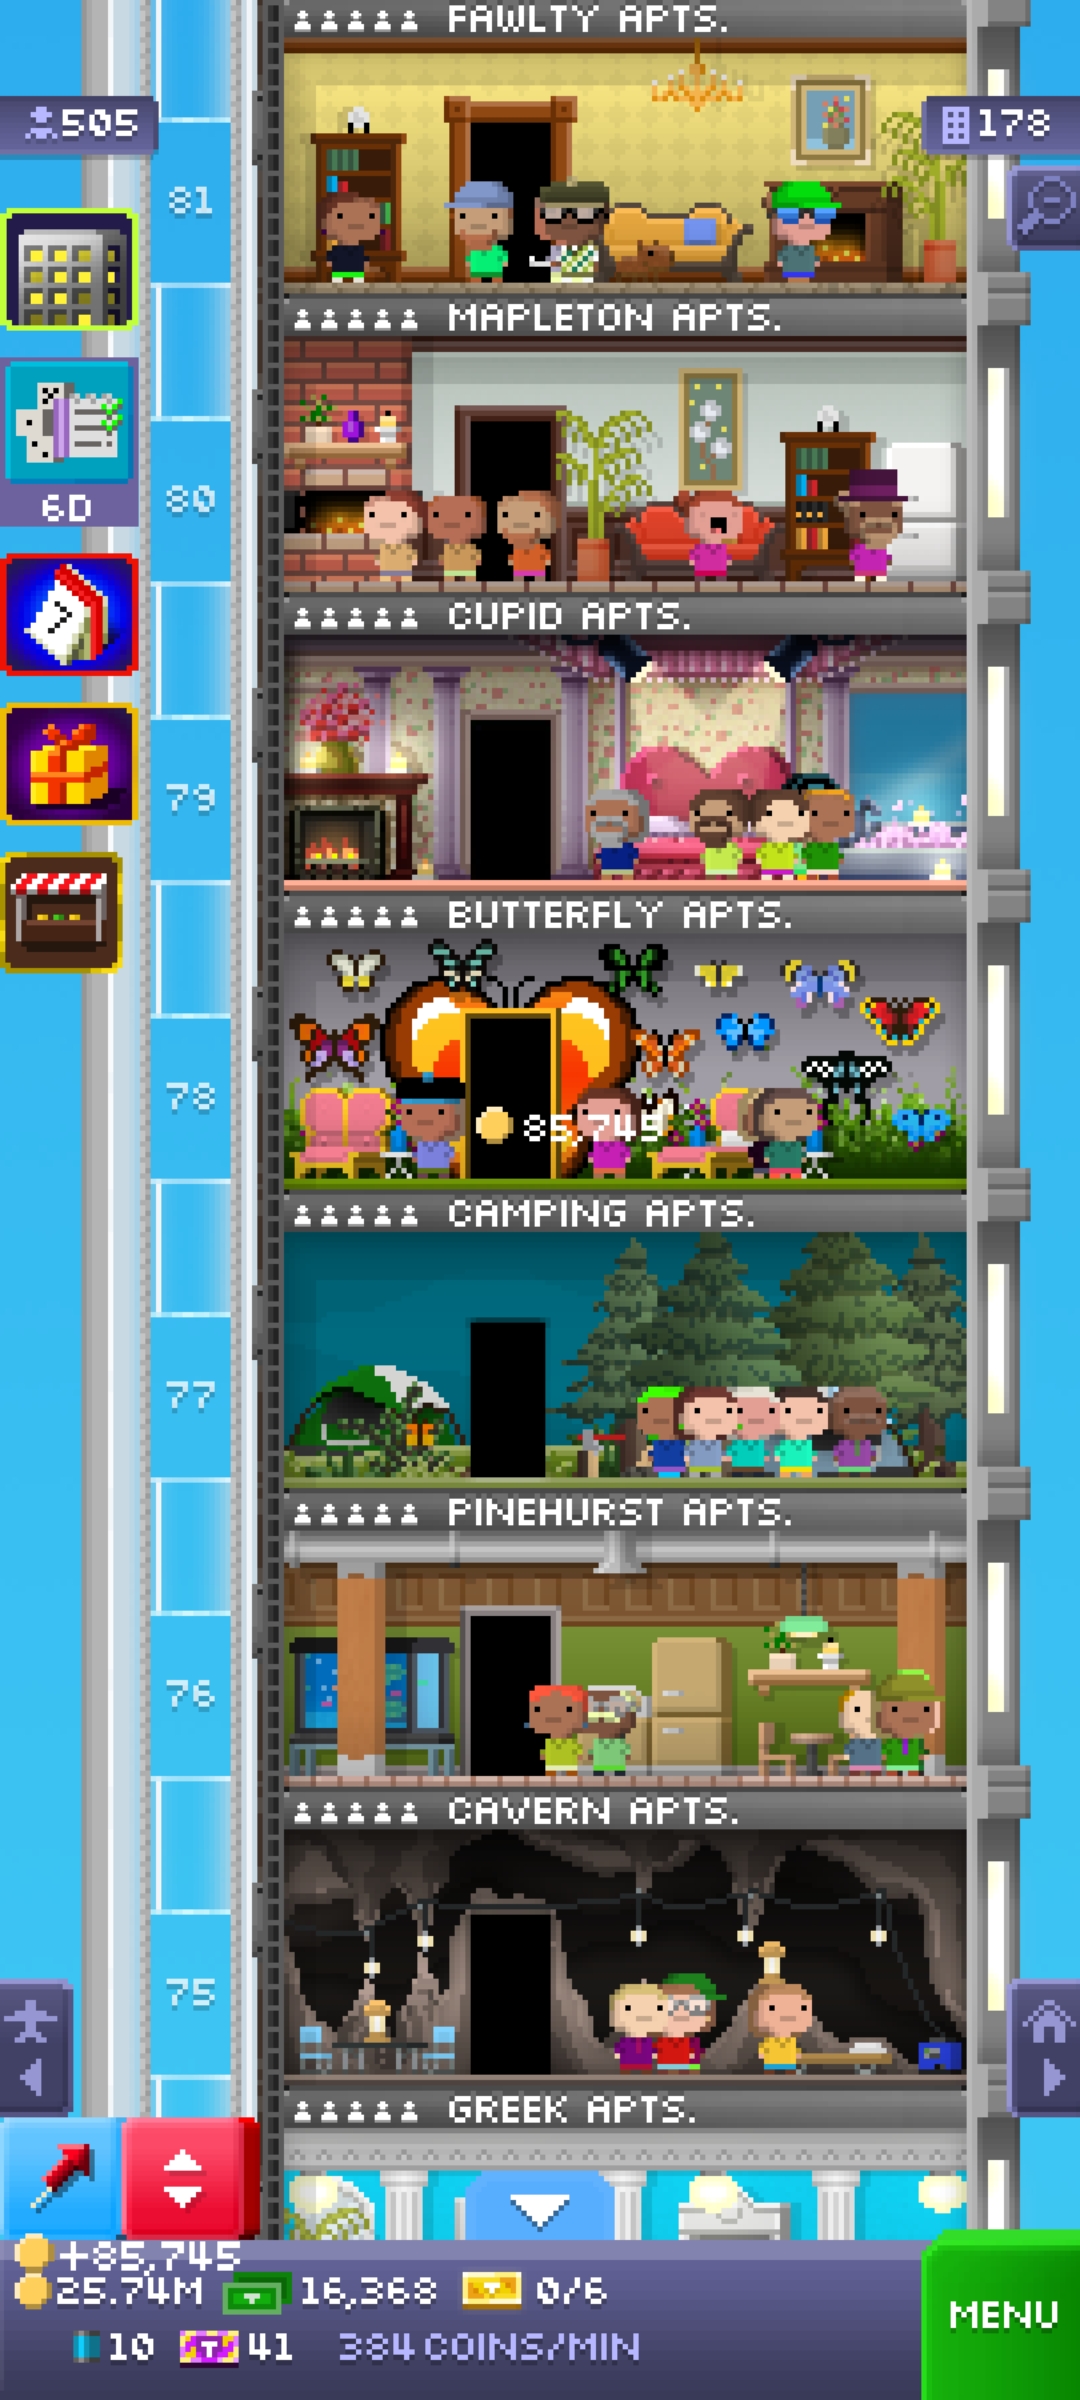 FAWLTY APTS.
505
178
81
MAPLETON APTS.
6D
80
CUPID APTS.
79
BUTTERFLY APTS.
78
85,745
CAMPING APTS.
77
PINEHURST APTS.
76
CAVERN APTS.
75
GREEK APTS.
+85,745
25.74M 16,368 0/6
MENU
10 T 41 384 COINS/MIN